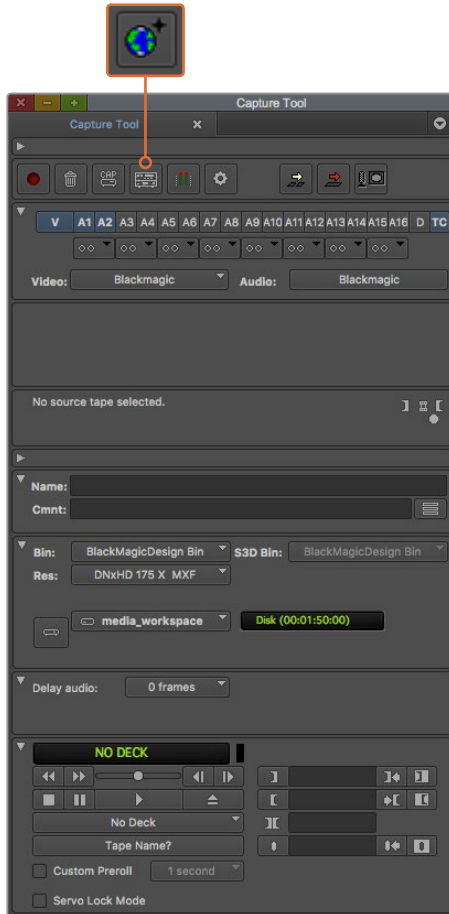 Capture Tool
Capture Tool
CAP
V A1 A2 A3 A4 A5 A6 A7 A8 A9 A10 A11 A12 A13 A14 A15 A16 D TC
Video: Blackmagic Audio: Blackmagic
No source tape selected.
Name:
Cmnt:
Bin: BlackMagicDesign Bin S3D Bin: BlackMagicDesign Bin
Res: DNxHD 175 X MXF
media_workspace Disk (00:01:50:00)
Delay audio: 0 frames
NO DECK
No Deck
Tape Name?
Custom Preroll 1 second
Servo Lock Mode